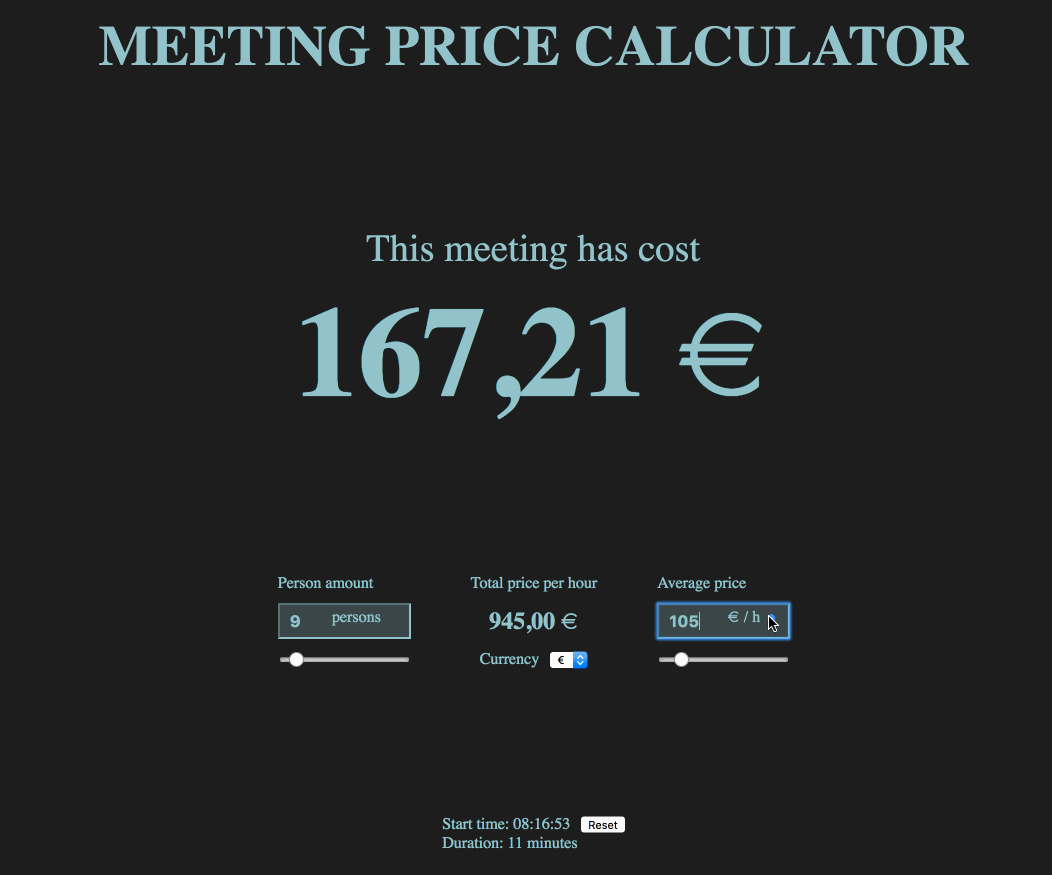 MEETING PRICE CALCULATOR
This meeting has cost
167,21 €
Person amount
Total price per hour
Average price
9 persons
945,00 €
105 € / h
Currency €
Start time: 08:16:53 Reset
Duration: 11 minutes